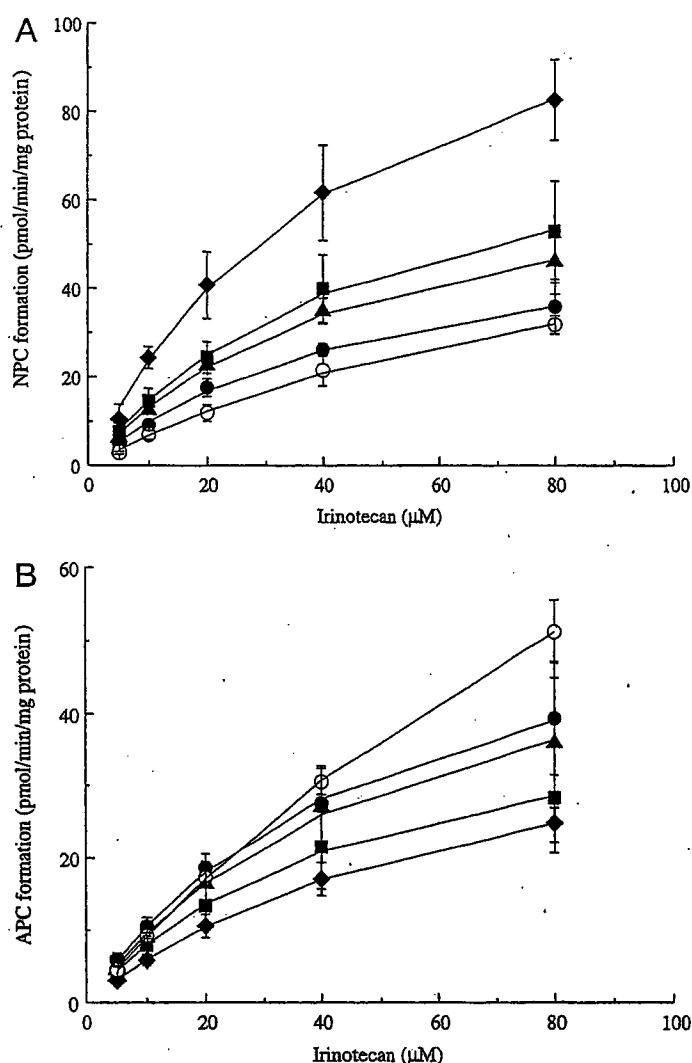 A
100
80
60
40
20
0
NPC formation (pmol/min/mg protein)
0 20 40 60 80 100
Irinotecan (μM)
B
60
40
20
0
APC formation (pmol/min/mg protein)
0 20 40 60 80 100
Irinotecan (μM)